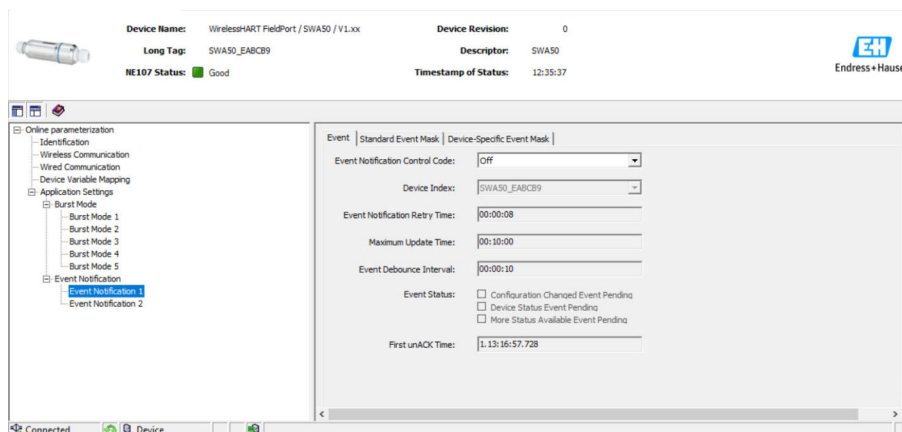 Device Name: WirelessHART FieldPort / SWA50 / V1.xx Device Revision: 0
Long Tag: SWA50_EABCB9 Descriptor: SWA50
NE107 Status: Good Timestamp of Status: 12:35:37
EH
Endress+Hause
Online parameterization
Identification
Wireless Communication
Wired Communication
Device Variable Mapping
Application Settings
Burst Mode
Burst Mode 1
Burst Mode 2
Burst Mode 3
Burst Mode 4
Burst Mode 5
Event Notification
Event Notification 1
Event Notification 2
Event Standard Event Mask Device-Specific Event Mask
Event Notification Control Code: Off
Device Index: SWA50_EABCB9
Event Notification Retry Time: 00:00:08
Maximum Update Time: 00:10:00
Event Debounce Interval: 00:00:10
Event Status: Configuration Changed Event Pending
Device Status Event Pending
More Status Available Event Pending
First unACK Time: 1.13:16:57.728
Connected Device